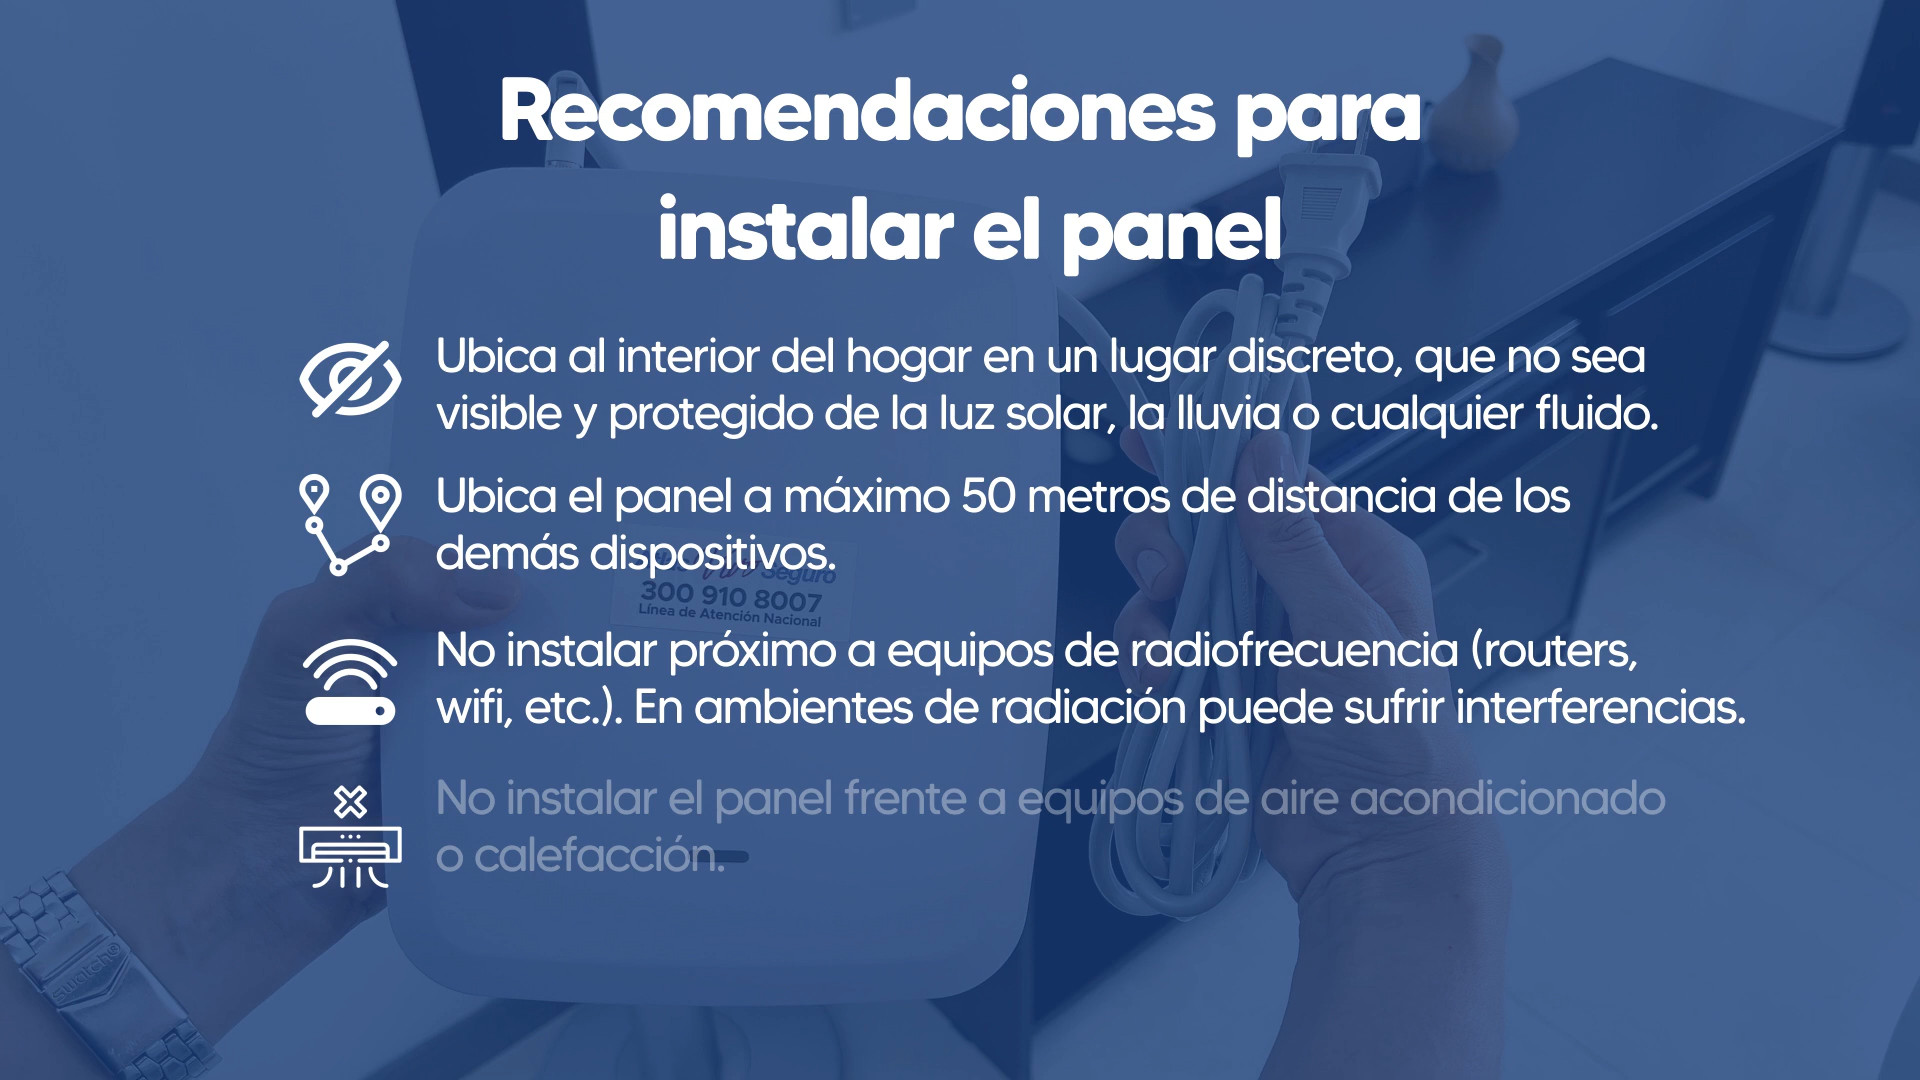 Recomendaciones para
instalar el panel
Ubica al interior del hogar en un lugar discreto, que no sea
visible y protegido de la luz solar, la lluvia o cualquier fluido.
Ubica el panel a máximo 50 metros de distancia de los
demás dispositivos.
Seguro
300 910 8007
Línea de Atención Nacional
No instalar próximo a equipos de radiofrecuencia (routers,
wifi, etc.). En ambientes de radiación puede sufrir interferencias.
No instalar el panel frente a equipos de aire acondicionado
o calefacción.
swatch